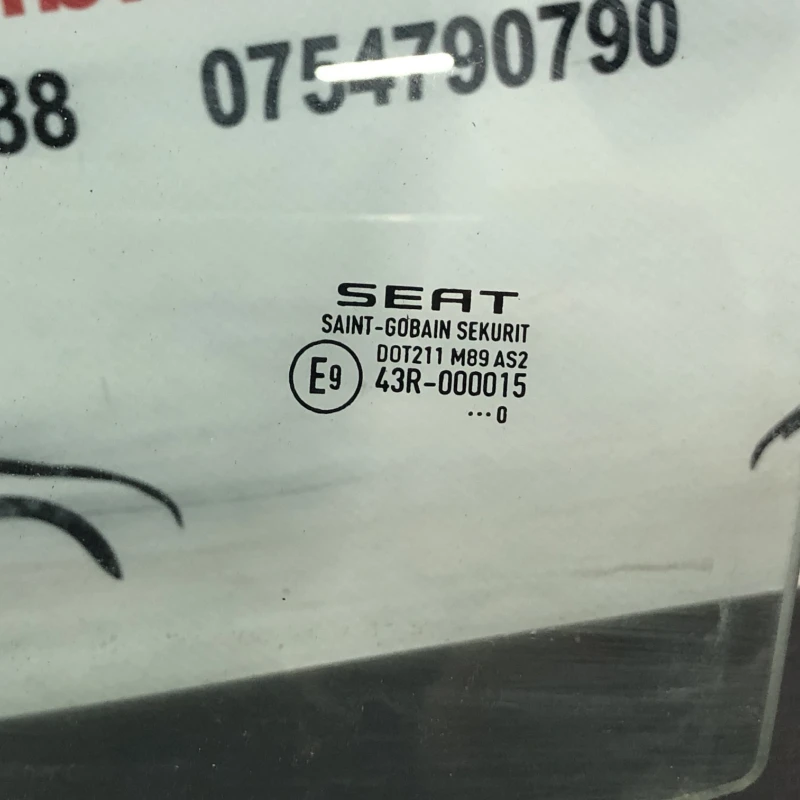 88 0754790790
SEAT
SAINT-GOBAIN SEKURIT
DOT211 M89 AS2
E9 43R-000015
...0